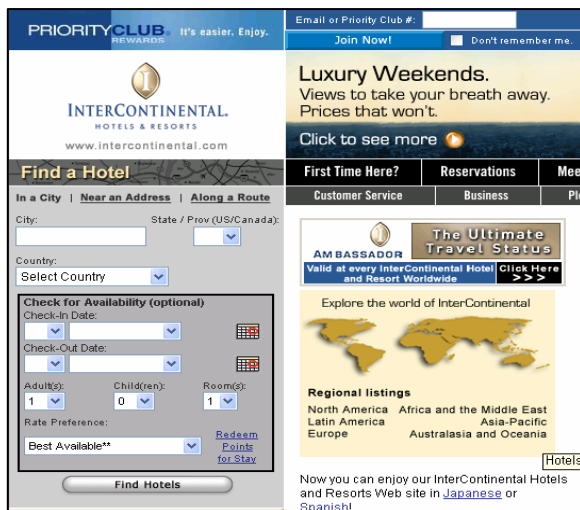 PRIORITYCLUB® It's easier. Enjoy.
REWARDS
INTERCONTINENTAL.
HOTELS & RESORTS
www.intercontinental.com
Find a Hotel
In a City | Near an Address | Along a Route
City: State / Prov (US/Canada):
Country:
Select Country
Check for Availability (optional)
Check-In Date:
Check-Out Date:
Adult(s): Child(ren): Room(s):
1 0 1
Rate Preference:
Best Available**
Redeem
Points
for Stay
Find Hotels
Email or Priority Club #:
Join Now! Don't remember me.
Luxury Weekends.
Views to take your breath away.
Prices that won't.
Click to see more
First Time Here? Reservations Mee
Customer Service Business Pl
AMBASSADOR
The Ultimate
Travel Status
Valid at every InterContinental Hotel
and Resort Worldwide
Click Here
>>>
Explore the world of InterContinental
Regional listings
North America Africa and the Middle East
Latin America Asia-Pacific
Europe Australasia and Oceania
Hotels
Now you can enjoy our InterContinental Hotels
and Resorts Web site in Japanese or
Spanish!